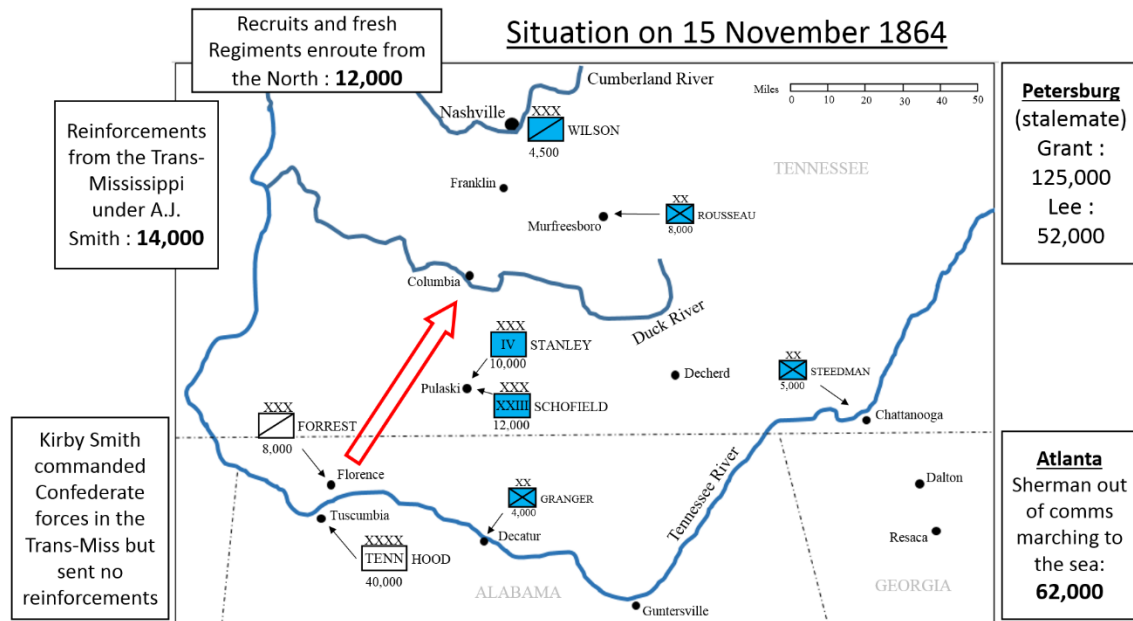 Situation on 15 November 1864
Recruits and fresh
Regiments enroute from
the North : 12,000
Reinforcements
from the Trans-
Mississippi
under A.J.
Smith : 14,000
Kirby Smith
commanded
Confederate
forces in the
Trans-Miss but
sent no
reinforcements
Cumberland River
Miles
0 10 20 30 40 50
Nashville
XXX
WILSON
4,500
TENNESSEE
Franklin
Murfreesboro
XX
ROUSSEAU
8,000
Columbia
Duck River
XXX
IV
STANLEY
10,000
Pulaski
XXX
XXIII
SCHOFIELD
12,000
Decherd
XX
STEEDMAN
5,000
Chattanooga
XXX
FORREST
8,000
Florence
Tuscumbia
XXXX
TENN
HOOD
40,000
XX
GRANGER
4,000
Decatur
Tennessee River
Dalton
Resaca
ALABAMA
GEORGIA
Guntersville
Petersburg
(stalemate)
Grant :
125,000
Lee :
52,000
Atlanta
Sherman out
of comms
marching to
the sea:
62,000